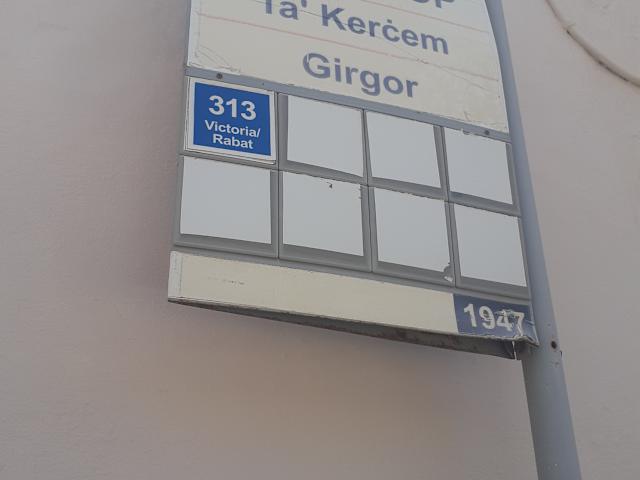 Ta' Kerċem
Girgor
313
Victoria/
Rabat
1947